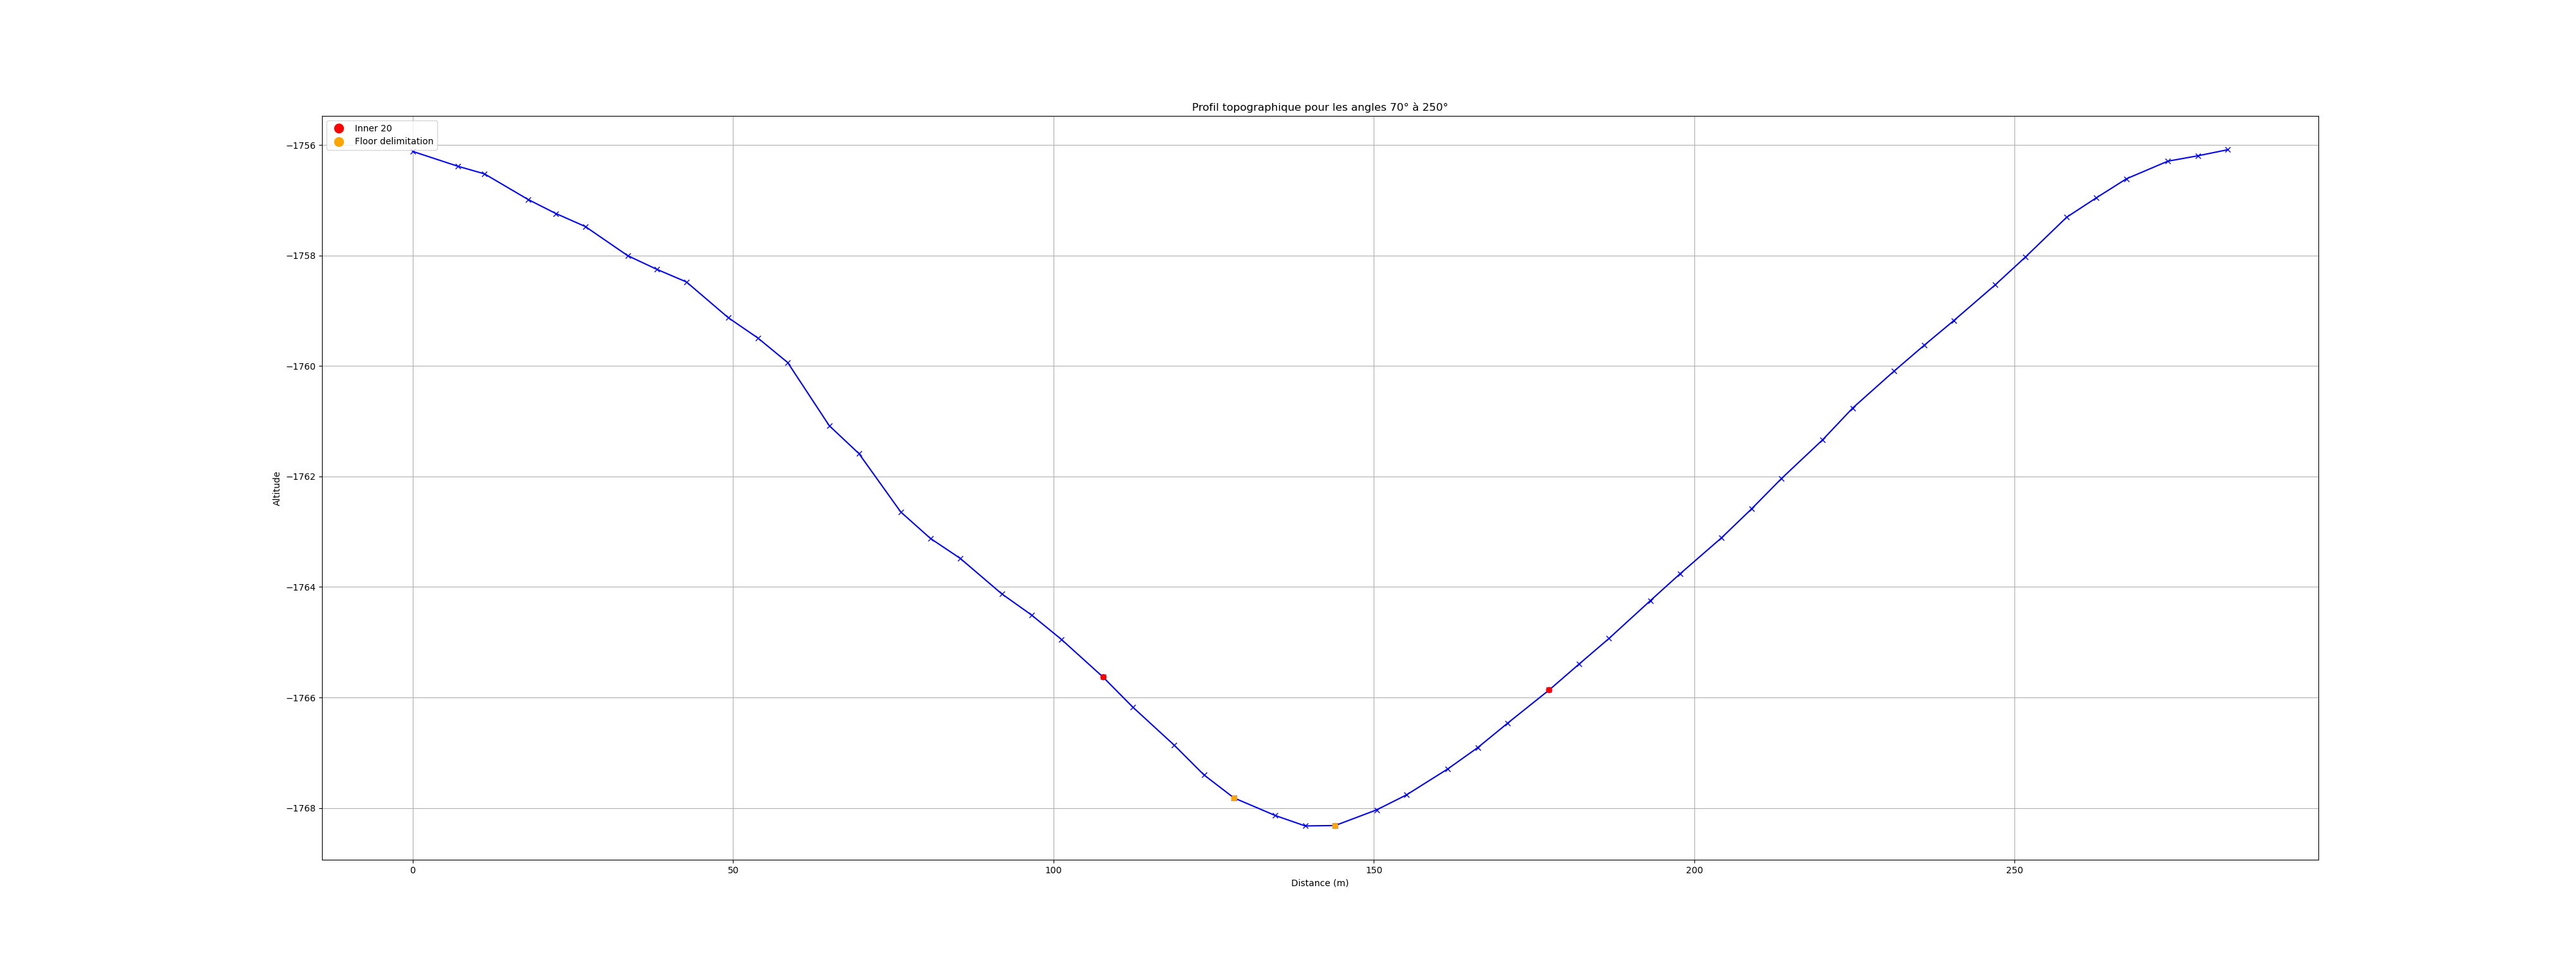 Profil topographique pour les angles 70° à 250°
Inner 20
Floor delimitation
−1756
−1758
−1760
−1762
−1764
−1766
−1768
Altitude
0 50 100 150 200 250
Distance (m)